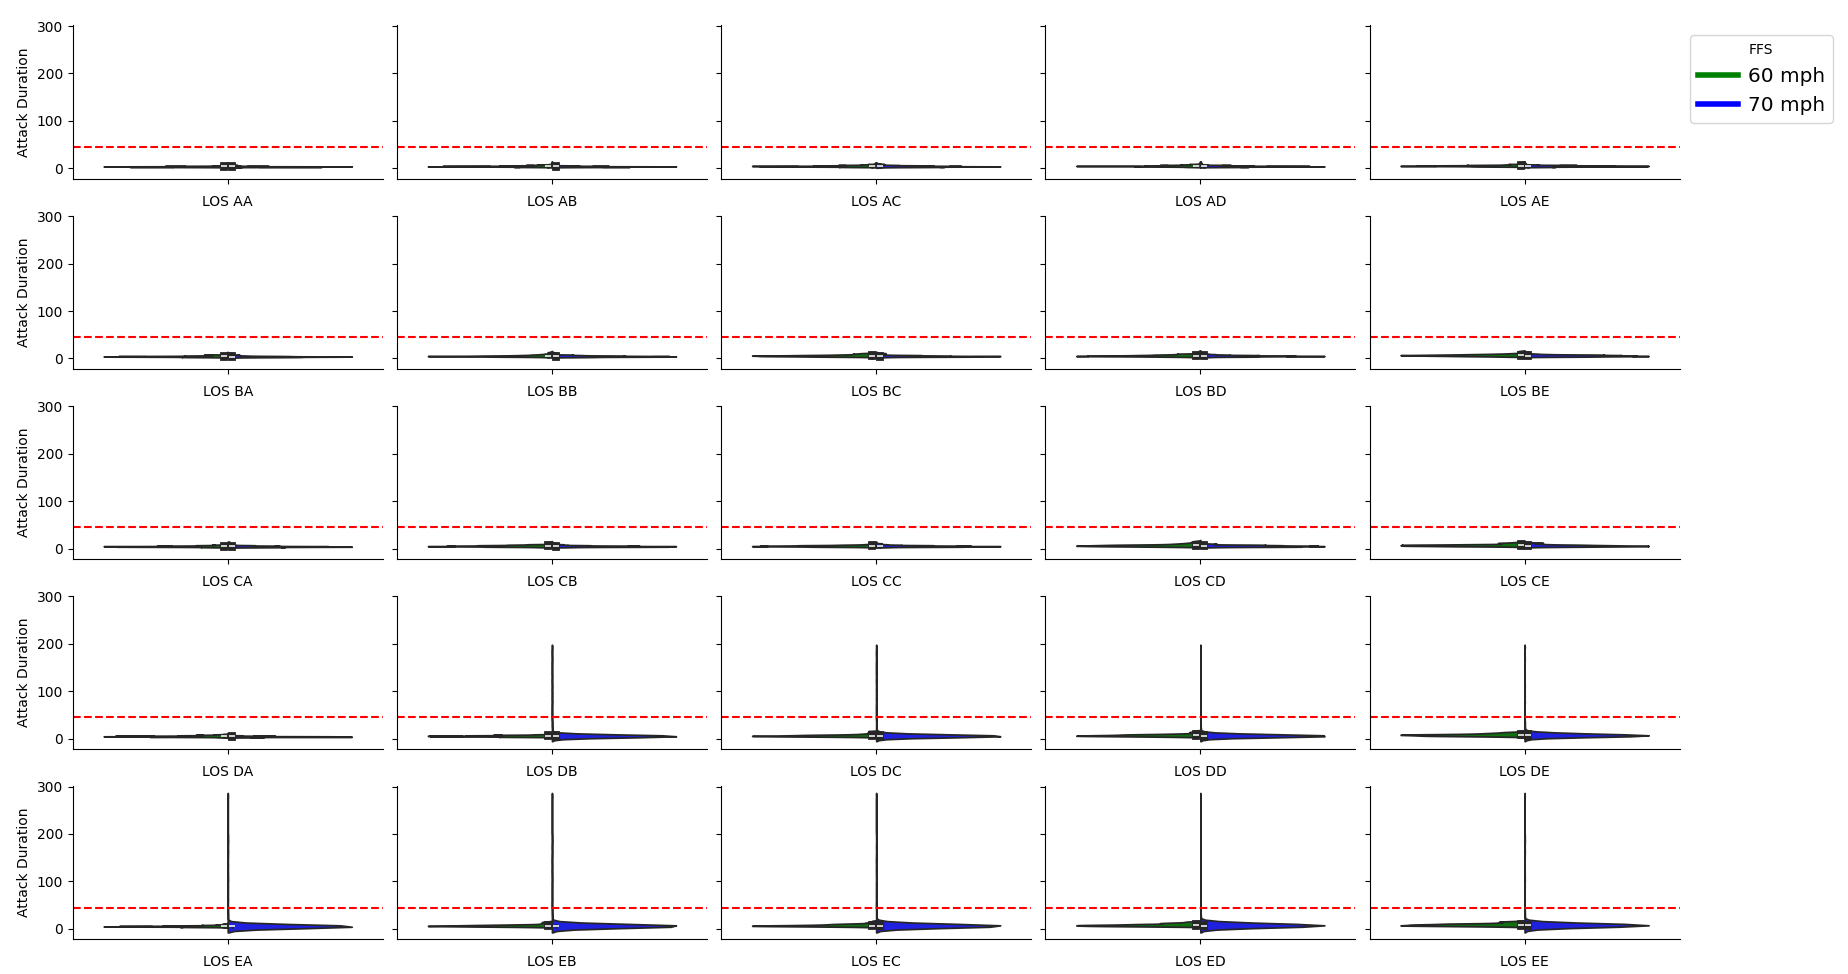 300
200
100
0
Attack Duration
LOS AA
LOS AB
LOS AC
LOS AD
LOS AE
FFS
60 mph
70 mph
300
200
100
0
Attack Duration
LOS BA
LOS BB
LOS BC
LOS BD
LOS BE
300
200
100
0
Attack Duration
LOS CA
LOS CB
LOS CC
LOS CD
LOS CE
300
200
100
0
Attack Duration
LOS DA
LOS DB
LOS DC
LOS DD
LOS DE
300
200
100
0
Attack Duration
LOS EA
LOS EB
LOS EC
LOS ED
LOS EE